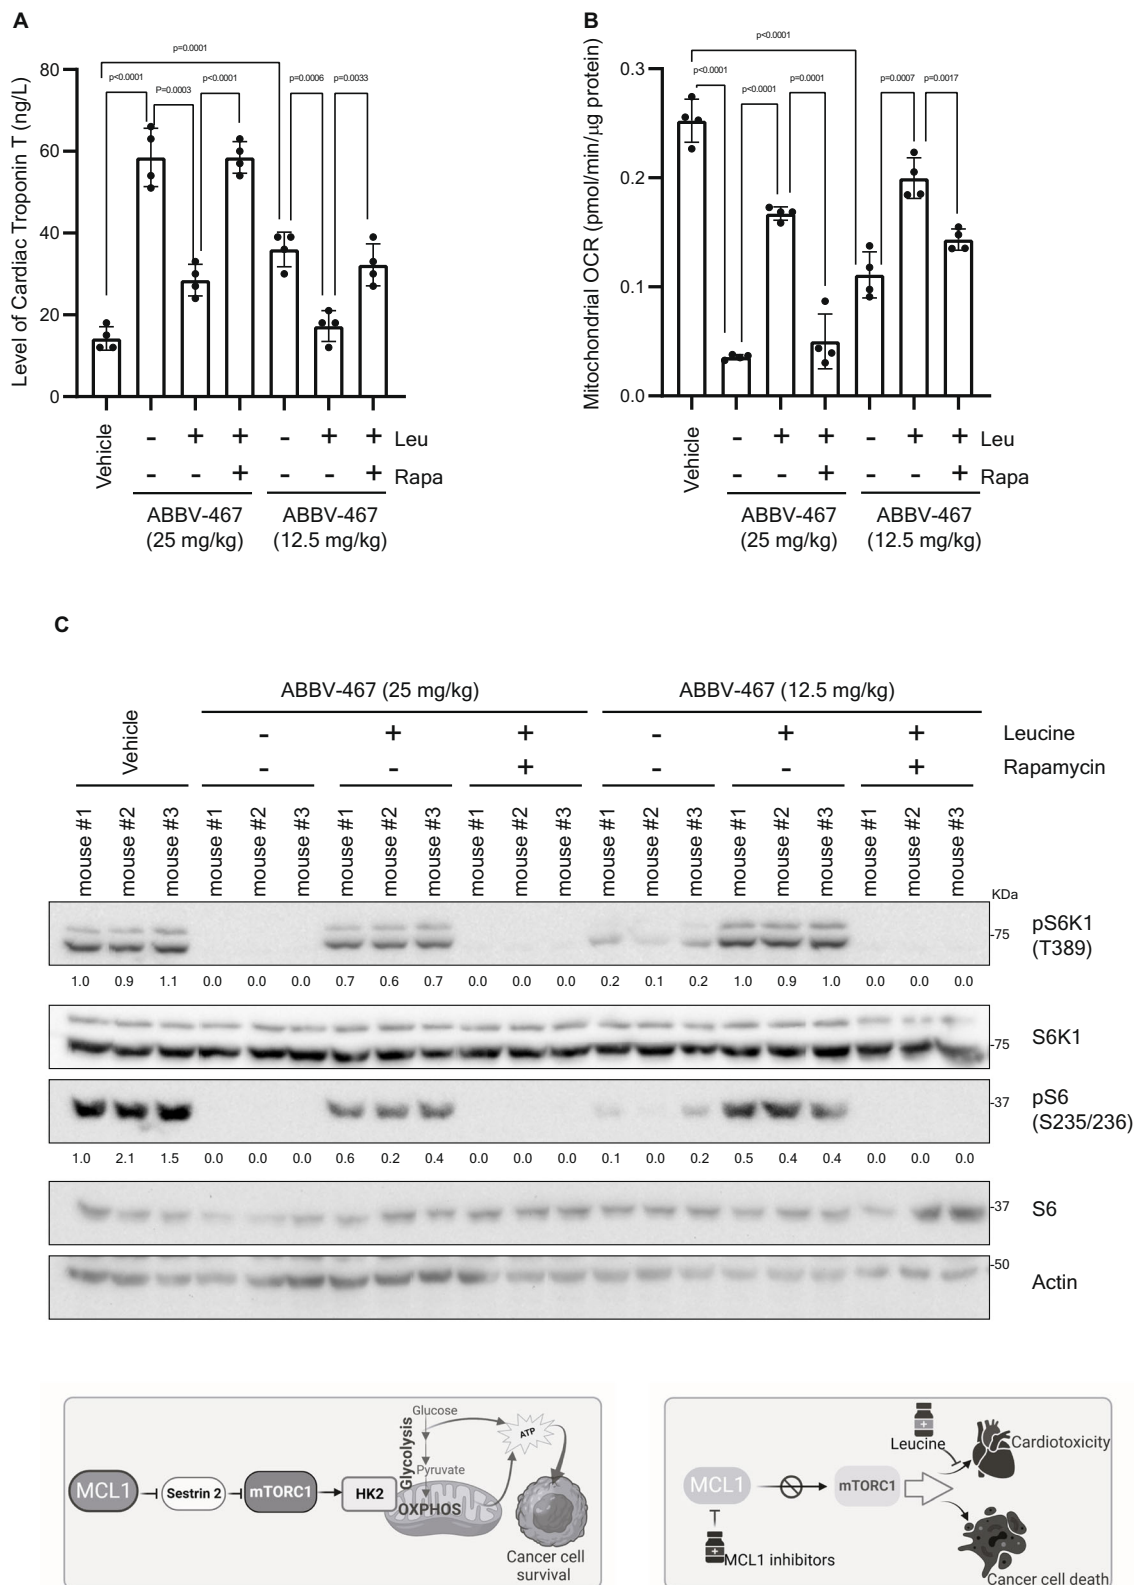 A
B
p=0.0001
p<0.0001
P=0.0003
p<0.0001
p=0.0006
p=0.0033
Level of Cardiac Troponin T (ng/L)
80
60
40
20
0
Vehicle
- + + - + + Leu
- - + - - + Rapa
ABBV-467
(25 mg/kg)
ABBV-467
(12.5 mg/kg)
p<0.0001
p<0.0001
p<0.0001
p=0.0001
p=0.0007
p=0.0017
Mitochondrial OCR (pmol/min/µg protein)
0.3
0.2
0.1
0.0
Vehicle
- + + - + + Leu
- - + - - + Rapa
ABBV-467
(25 mg/kg)
ABBV-467
(12.5 mg/kg)
C
ABBV-467 (25 mg/kg)
ABBV-467 (12.5 mg/kg)
Vehicle
- + + - + + Leucine
- - + - - + Rapamycin
mouse #1 mouse #2 mouse #3 mouse #1 mouse #2 mouse #3 mouse #1 mouse #2 mouse #3 mouse #1 mouse #2 mouse #3 mouse #1 mouse #2 mouse #3 mouse #1 mouse #2 mouse #3 mouse #1 mouse #2 mouse #3
KDa
-75
pS6K1
(T389)
1.0 0.9 1.1 0.0 0.0 0.0 0.7 0.6 0.7 0.0 0.0 0.0 0.2 0.1 0.2 1.0 0.9 1.0 0.0 0.0 0.0
-75
S6K1
-37
pS6
(S235/236)
1.0 2.1 1.5 0.0 0.0 0.0 0.6 0.2 0.4 0.0 0.0 0.0 0.1 0.0 0.2 0.5 0.4 0.4 0.0 0.0 0.0
-37
S6
-50
Actin
MCL1
Sestrin 2
mTORC1
HK2
Glycolysis
Glucose
Pyruvate
OXPHOS
ATP
Cancer cell
survival
MCL1
MCL1 inhibitors
mTORC1
Leucine
Cardiotoxicity
Cancer cell death